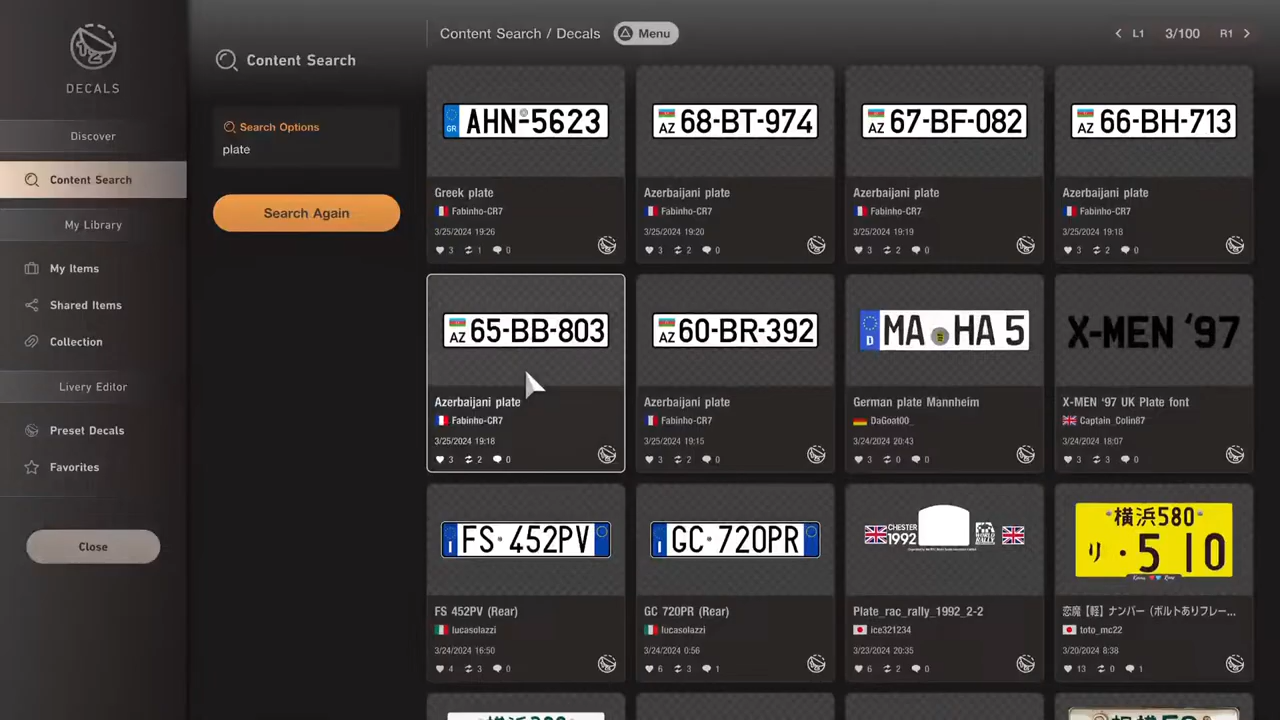 DECALS
Discover
Content Search
My Library
My Items
Shared Items
Collection
Livery Editor
Preset Decals
Favorites
Close
Content Search
Search Options
plate
Search Again
Content Search / Decals
Menu
L1
3/100
R1
GR AHN-5623
Greek plate
Fabinho-CR7
3/25/2024 19:26
3 1 0
AZ 68-BT-974
Azerbaijani plate
Fabinho-CR7
3/25/2024 19:20
3 2 0
AZ 67-BF-082
Azerbaijani plate
Fabinho-CR7
3/25/2024 19:19
3 2 0
AZ 66-BH-713
Azerbaijani plate
Fabinho-CR7
3/25/2024 19:18
3 2 0
AZ 65-BB-803
Azerbaijani plate
Fabinho-CR7
3/25/2024 19:18
3 2 0
AZ 60-BR-392
Azerbaijani plate
Fabinho-CR7
3/25/2024 19:15
3 2 0
D MA HA 5
German plate Mannheim
DaGoat00_
3/24/2024 20:43
3 0 0
X-MEN ‘97
X-MEN ‘97 UK Plate font
Captain_Colin87
3/24/2024 18:07
3 3 0
I FS·452PV
FS 452PV (Rear)
lucasolazzi
3/24/2024 16:50
4 3 0
I GC·720PR
GC 720PR (Rear)
lucasolazzi
3/24/2024 0:56
6 3 1
CHESTER
1992
Plate_rac_rally_1992_2-2
ice321234
3/23/2024 20:35
6 2 0
横浜580
り ・5 10
恋魔【軽】ナンバー（ボルトありフレー...
toto_mc22
3/20/2024 8:38
13 0 1